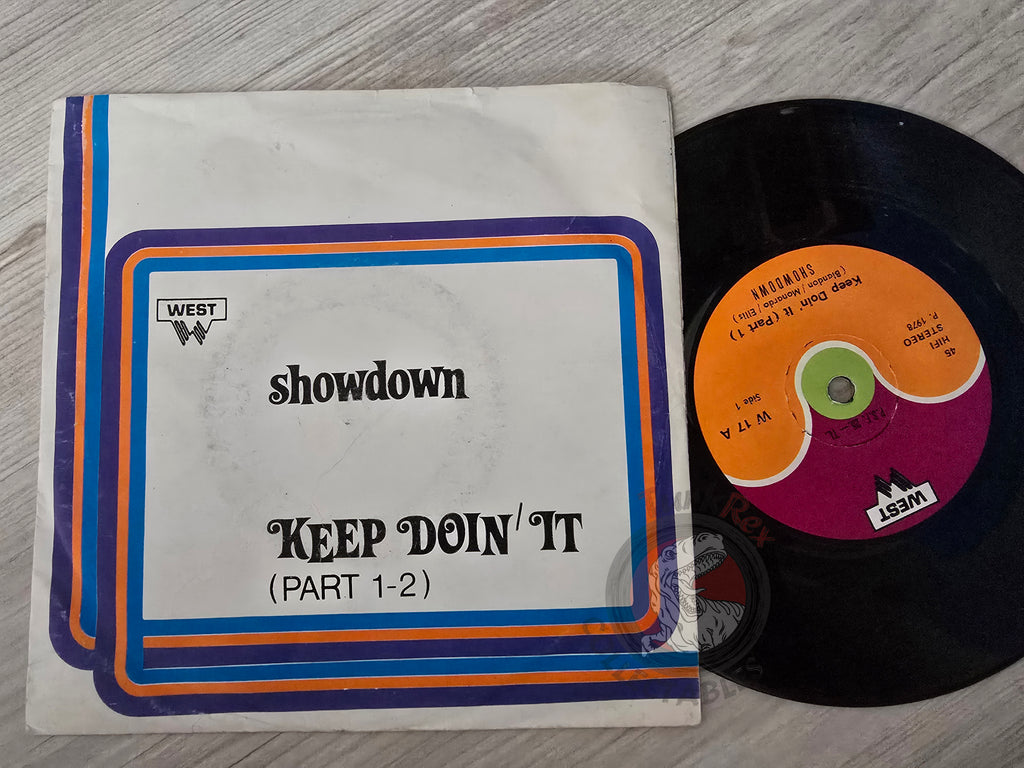 WEST
showdown
KEEP DOIN' IT
(PART 1-2)
Keep Doin' It (Part 1)
(Blandon / Monardo / Ellis)
SHOWDOWN
45
HIFI
STEREO
P. 1978
W 17 A
Side 1
WEST
Rex